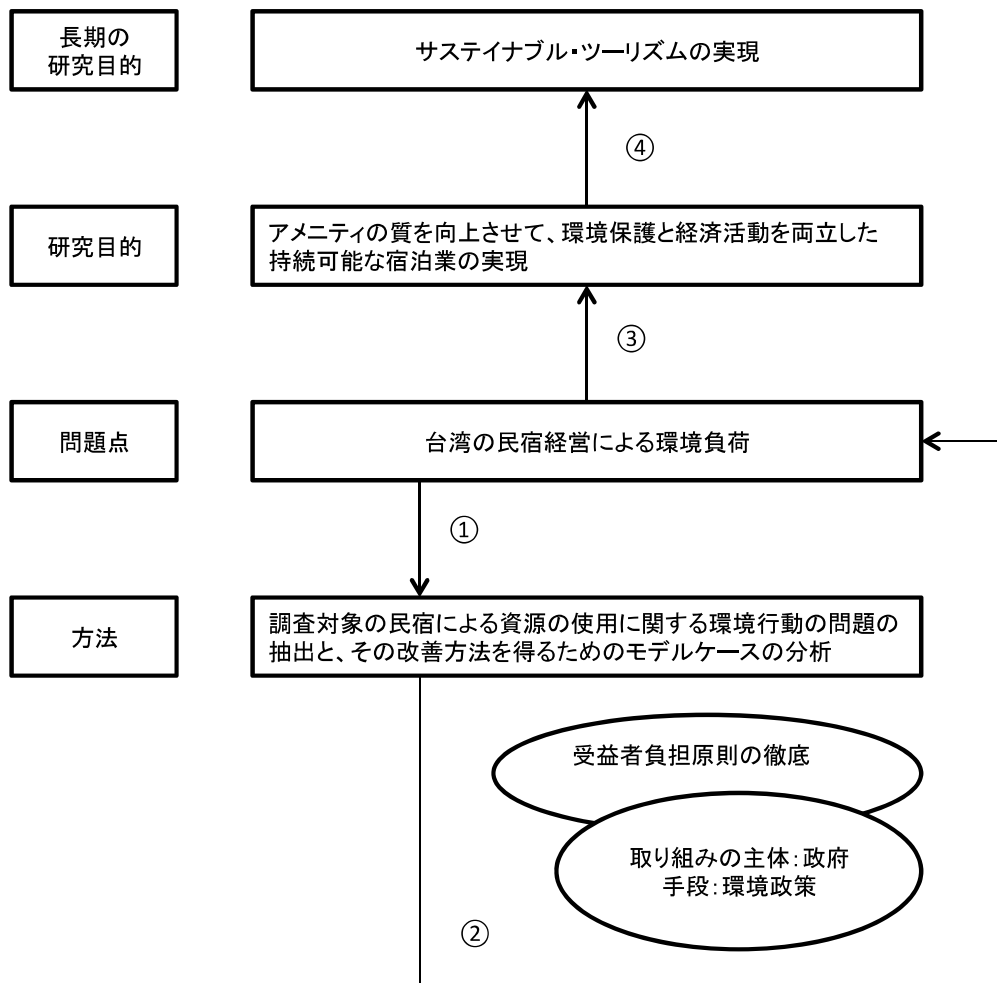 長期の
研究目的
サステイナブル・ツーリズムの実現
④
研究目的
アメニティの質を向上させて、環境保護と経済活動を両立した
持続可能な宿泊業の実現
③
問題点
台湾の民宿経営による環境負荷
①
方法
調査対象の民宿による資源の使用に関する環境行動の問題の
抽出と、その改善方法を得るためのモデルケースの分析
受益者負担原則の徹底
取り組みの主体：政府
手段：環境政策
②